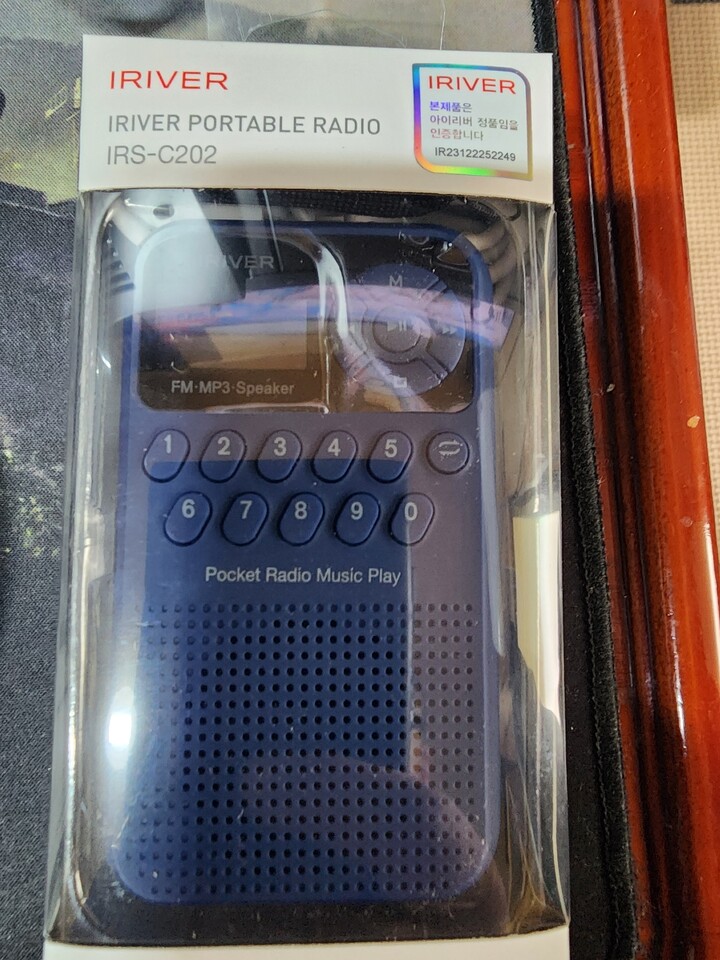 IRIVER
IRIVER PORTABLE RADIO
IRS-C202
IRIVER
본제품은
아이리버 정품임을
인증합니다
IR23122252249
IRIVER
M
FM·MP3·Speaker
1 2 3 4 5
6 7 8 9 0
Pocket Radio Music Play